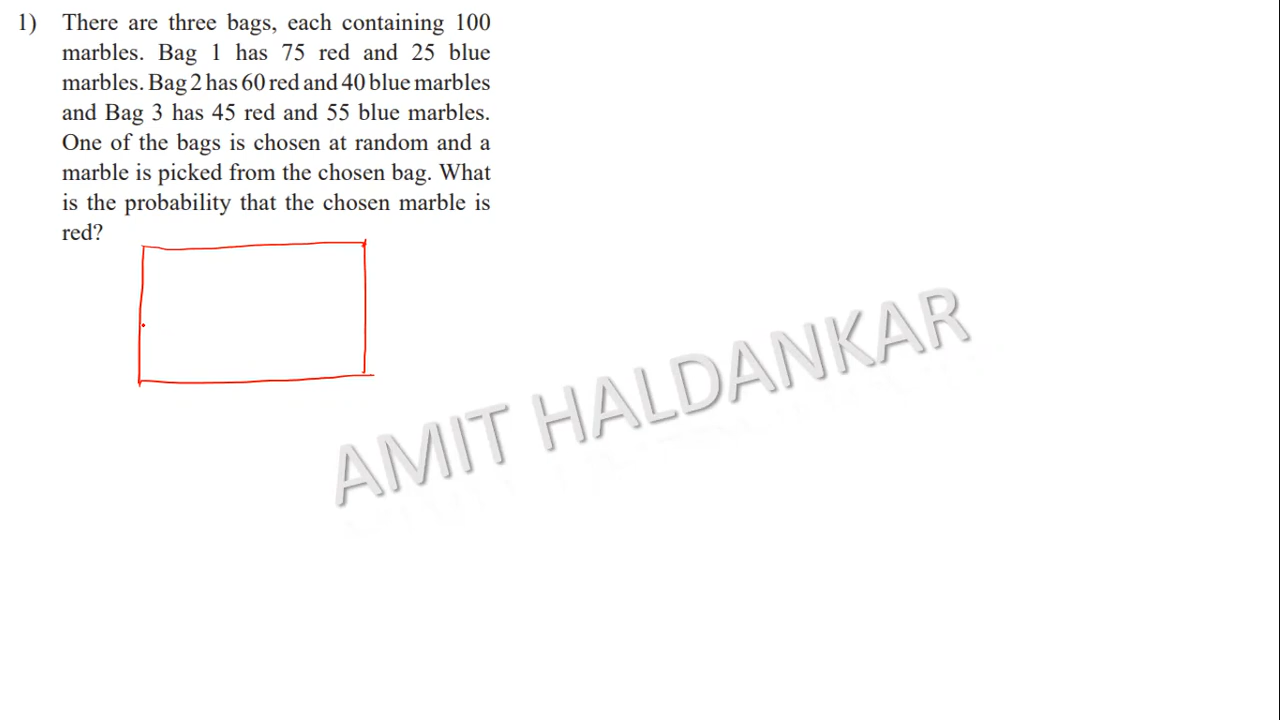 1) There are three bags, each containing 100
marbles. Bag 1 has 75 red and 25 blue
marbles. Bag 2 has 60 red and 40 blue marbles
and Bag 3 has 45 red and 55 blue marbles.
One of the bags is chosen at random and a
marble is picked from the chosen bag. What
is the probability that the chosen marble is
red?
AMIT HALDANKAR